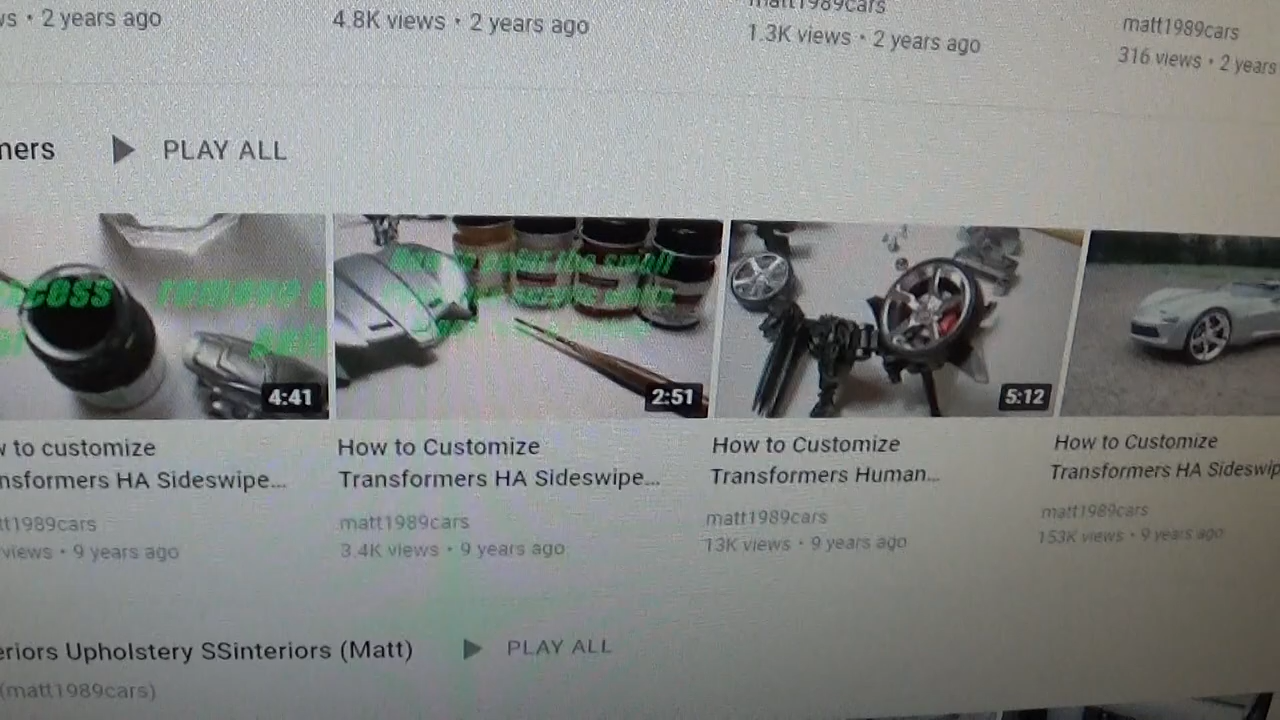 2 years ago
4.8K views • 2 years ago
matt1989cars
1.3K views • 2 years ago
matt1989cars
316 views • 2 years
PLAY ALL
4:41
2:51
5:12
to customize
Transformers HA Sideswipe...
How to Customize
Transformers HA Sideswipe...
matt1989cars
3.4K views • 9 years ago
How to Customize
Transformers Human...
matt1989cars
13K views • 9 years ago
How to Customize
Transformers HA Sideswip
matt1989cars
153K views • 9 years ago
tt1989cars
views • 9 years ago
eriors Upholstery SSinteriors (Matt)
PLAY ALL
(matt1989cars)